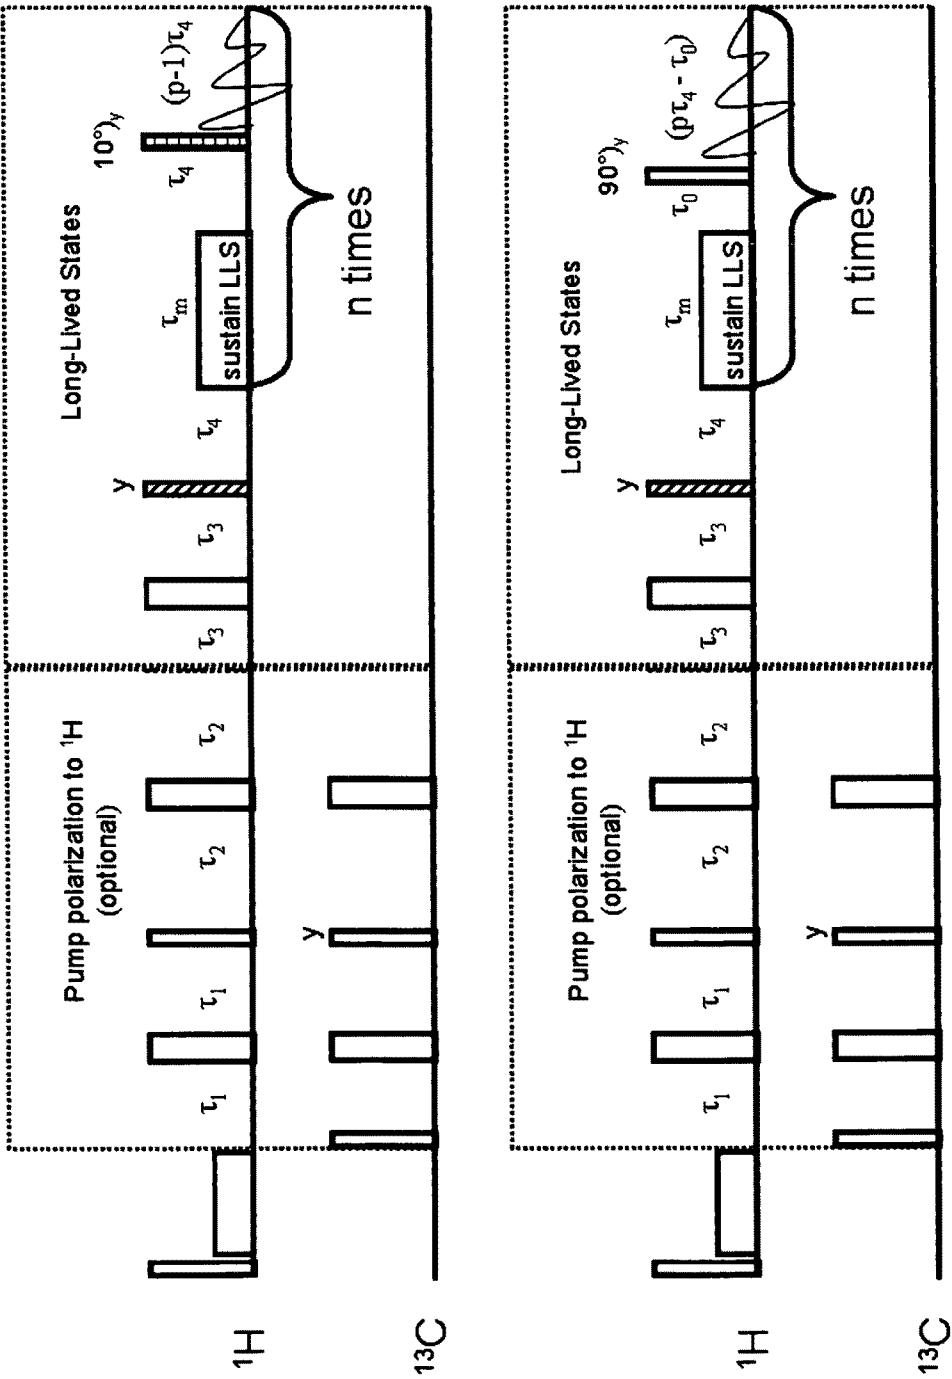 Pump polarization to ¹H
(optional)
Long-Lived States
y
10°)y
τ₁
τ₁
τ₂
τ₂
τ₃
τ₃
τ₄
τₘ
τ₄
(p-1)τ₄
sustain LLS
¹H
n times
y
¹³C
Pump polarization to ¹H
(optional)
Long-Lived States
y
90°)y
τ₁
τ₁
τ₂
τ₂
τ₃
τ₃
τ₄
τₘ
τ₀
(pτ₄ - τ₀)
sustain LLS
¹H
n times
y
¹³C